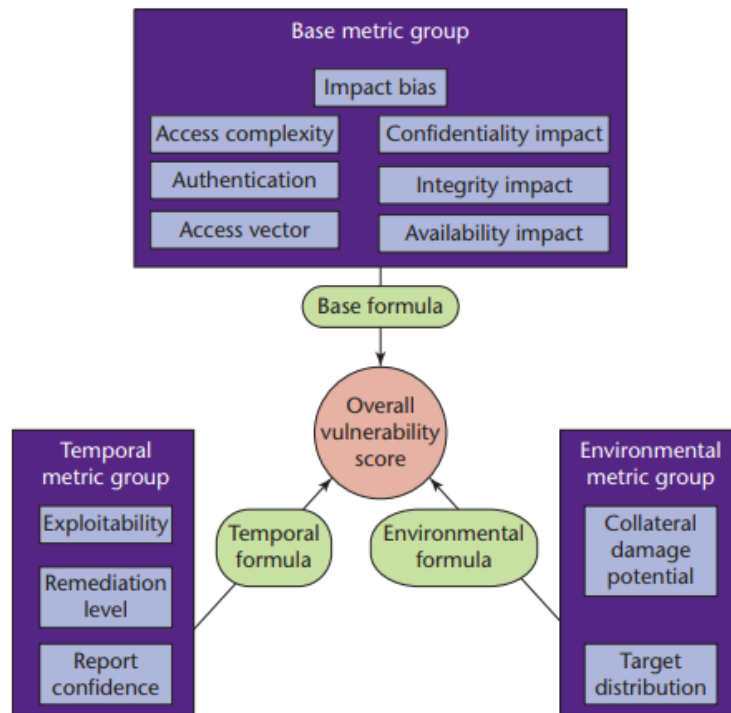 Base metric group
Impact bias
Access complexity
Confidentiality impact
Authentication
Integrity impact
Access vector
Availability impact
Base formula
Overall
vulnerability
score
Temporal
metric group
Exploitability
Remediation
level
Report
confidence
Temporal
formula
Environmental
formula
Environmental
metric group
Collateral
damage
potential
Target
distribution